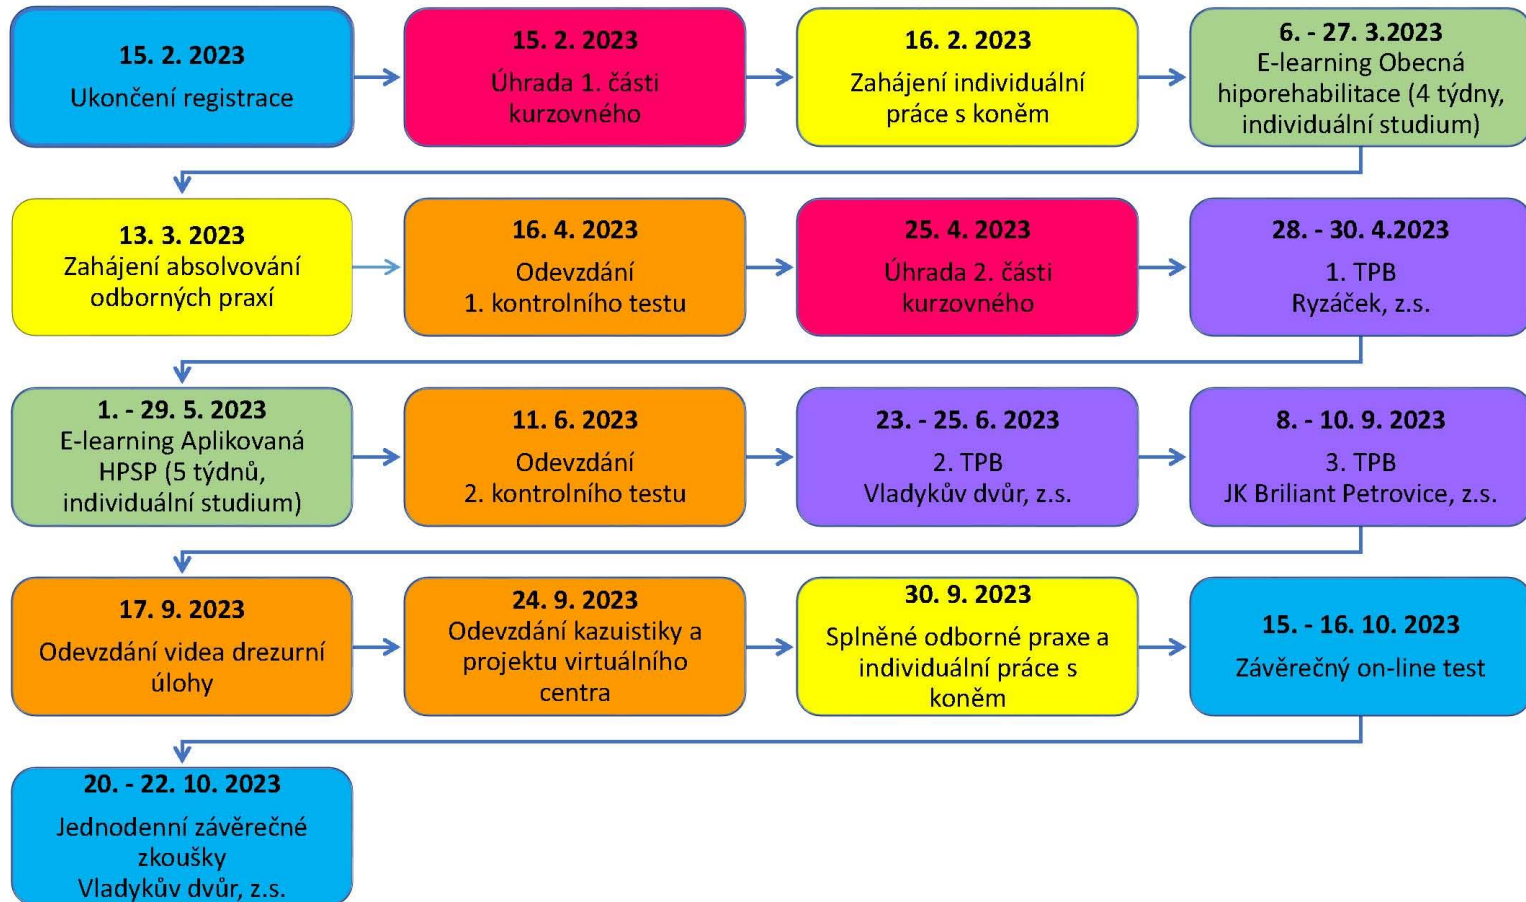 15. 2. 2023
Ukončení registrace
15. 2. 2023
Úhrada 1. části
kurzovného
16. 2. 2023
Zahájení individuální
práce s koněm
6. - 27. 3.2023
E-learning Obecná
hiporehabilitace (4 týdny,
individuální studium)
13. 3. 2023
Zahájení absolvování
odborných praxí
16. 4. 2023
Odevzdání
1. kontrolního testu
25. 4. 2023
Úhrada 2. části
kurzovného
28. - 30. 4.2023
1. TPB
Ryzáček, z.s.
1. - 29. 5. 2023
E-learning Aplikovaná
HPSP (5 týdnů,
individuální studium)
11. 6. 2023
Odevzdání
2. kontrolního testu
23. - 25. 6. 2023
2. TPB
Vladykův dvůr, z.s.
8. - 10. 9. 2023
3. TPB
JK Briliant Petrovice, z.s.
17. 9. 2023
Odevzdání videa drezurní
úlohy
24. 9. 2023
Odevzdání kazuistiky a
projektu virtuálního
centra
30. 9. 2023
Splněné odborné praxe a
individuální práce s
koněm
15. - 16. 10. 2023
Závěrečný on-line test
20. - 22. 10. 2023
Jednodenní závěrečné
zkoušky
Vladykův dvůr, z.s.